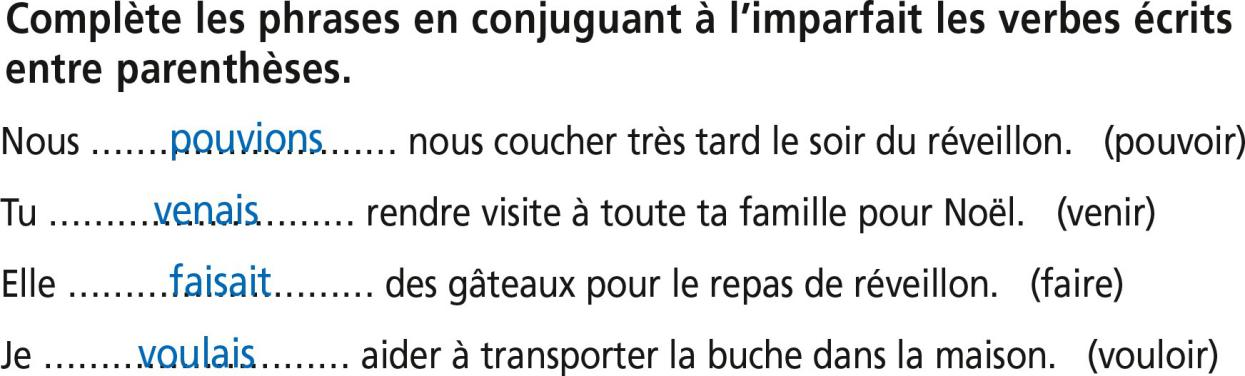 Complète les phrases en conjuguant à l’imparfait les verbes écrits
entre parenthèses.
Nous ......pouvions...... nous coucher très tard le soir du réveillon. (pouvoir)
Tu ......venais...... rendre visite à toute ta famille pour Noël. (venir)
Elle ......faisait...... des gâteaux pour le repas de réveillon. (faire)
Je ......voulais...... aider à transporter la buche dans la maison. (vouloir)